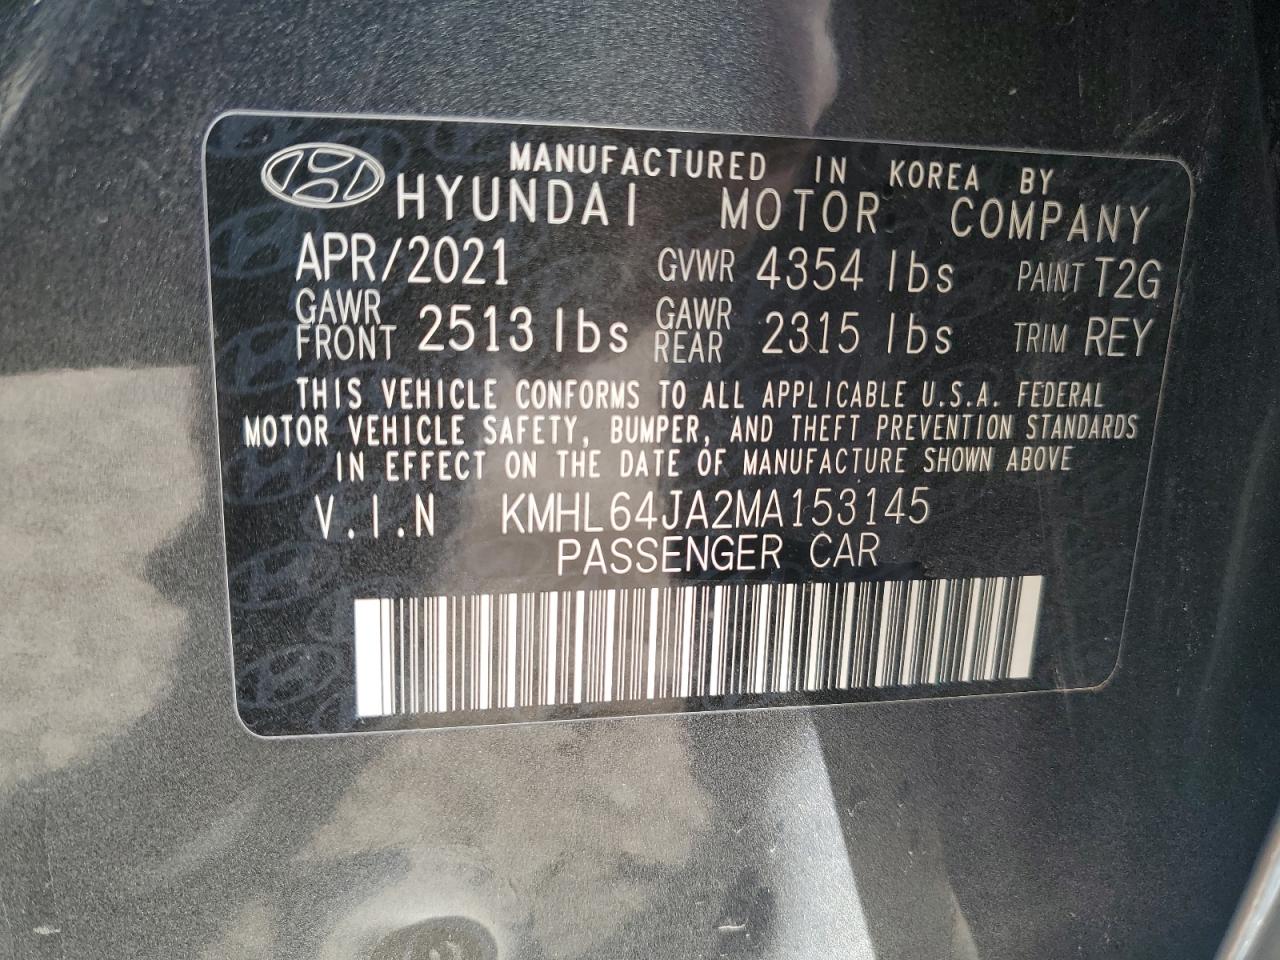 MANUFACTURED IN KOREA BY
HYUNDAI MOTOR COMPANY
APR/2021 GVWR 4354 lbs PAINT T2G
GAWR FRONT 2513 lbs GAWR REAR 2315 lbs TRIM REY
THIS VEHICLE CONFORMS TO ALL APPLICABLE U.S.A. FEDERAL
MOTOR VEHICLE SAFETY, BUMPER, AND THEFT PREVENTION STANDARDS
IN EFFECT ON THE DATE OF MANUFACTURE SHOWN ABOVE
V.I.N KMHL64JA2MA153145
PASSENGER CAR